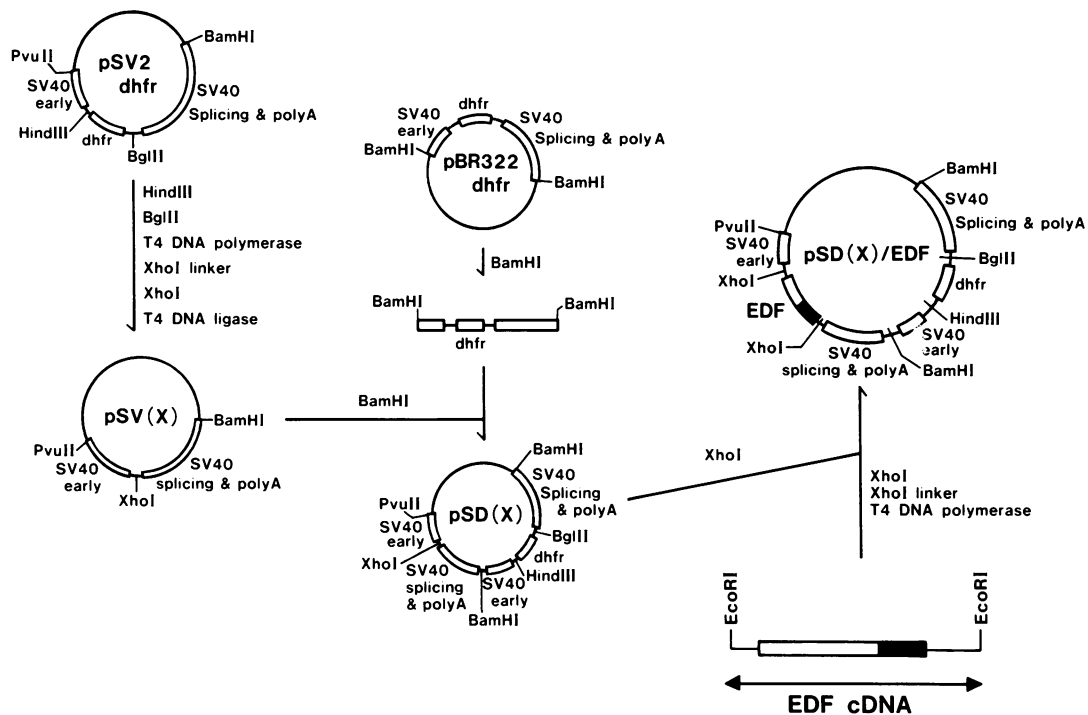 PvuII
BamHI
pSV2
dhfr
SV40
early
SV40
Splicing & polyA
HindIII
dhfr
BglII
HindIII
BglII
T4 DNA polymerase
XhoI linker
XhoI
T4 DNA ligase
dhfr
SV40
early
SV40
Splicing & polyA
BamHI
pBR322
dhfr
BamHI
BamHI
BamHI
BamHI
dhfr
pSV(X)
BamHI
PvuII
SV40
early
SV40
splicing & polyA
XhoI
BamHI
BamHI
SV40
Splicing
& polyA
PvuII
pSD(X)
SV40
early
BglII
dhfr
XhoI
HindIII
SV40
splicing
& polyA
SV40
early
BamHI
XhoI
BamHI
SV40
Splicing & polyA
PvuII
SV40
early
pSD(X)/EDF
BglII
XhoI
dhfr
EDF
HindIII
XhoI
SV40
early
SV40
splicing & polyA
BamHI
XhoI
XhoI linker
T4 DNA polymerase
EcoRI
EcoRI
EDF cDNA